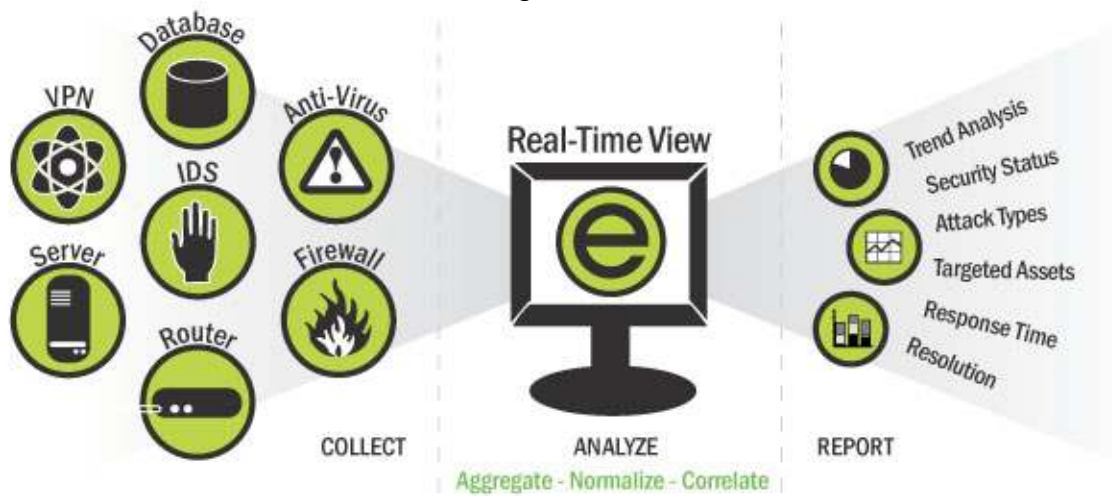 Database
VPN
Anti-Virus
IDS
Server
Firewall
Router
COLLECT
Real-Time View
e
ANALYZE
Aggregate - Normalize - Correlate
Trend Analysis
Security Status
Attack Types
Targeted Assets
Response Time
Resolution
REPORT